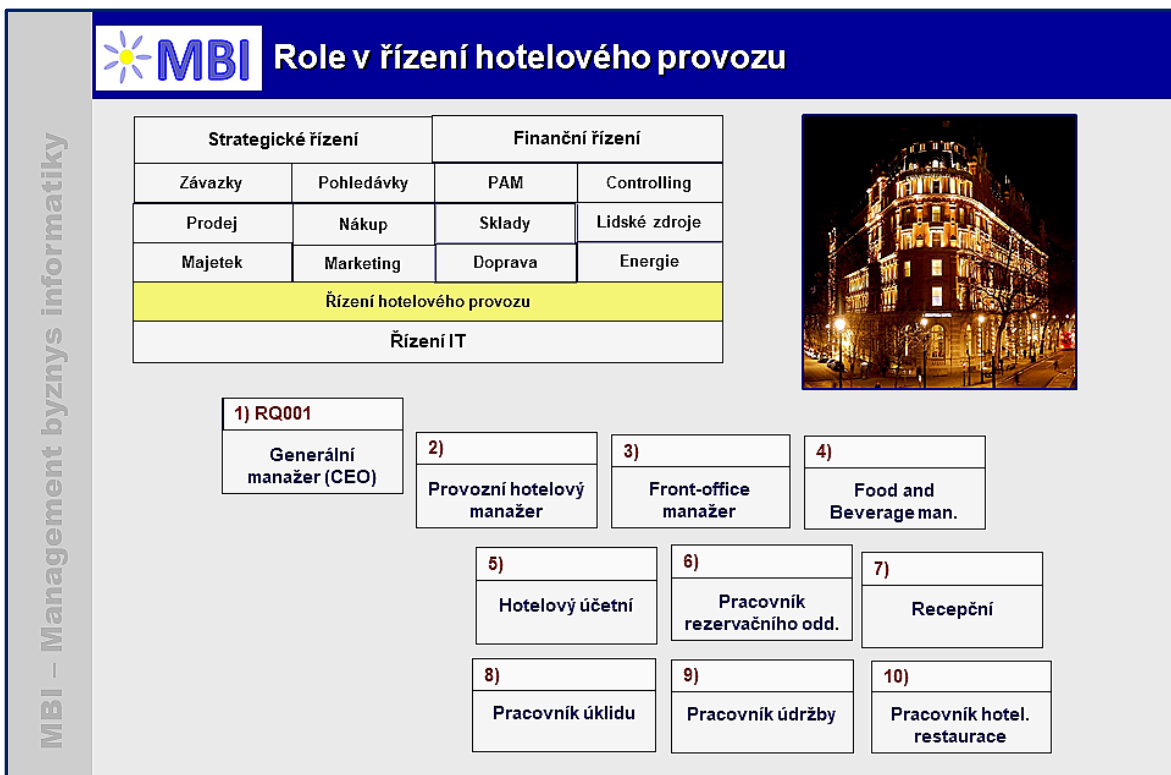 MBI
Role v řízení hotelového provozu
MBI – Management byznys informatiky
Strategické řízení
Finanční řízení
Závazky
Pohledávky
PAM
Controlling
Prodej
Nákup
Sklady
Lidské zdroje
Majetek
Marketing
Doprava
Energie
Řízení hotelového provozu
Řízení IT
1) RQ001
Generální
manažer (CEO)
2)
Provozní hotelový
manažer
3)
Front-office
manažer
4)
Food and
Beverage man.
5)
Hotelový účetní
6)
Pracovník
rezervačního odd.
7)
Recepční
8)
Pracovník úklidu
9)
Pracovník údržby
10)
Pracovník hotel.
restaurace